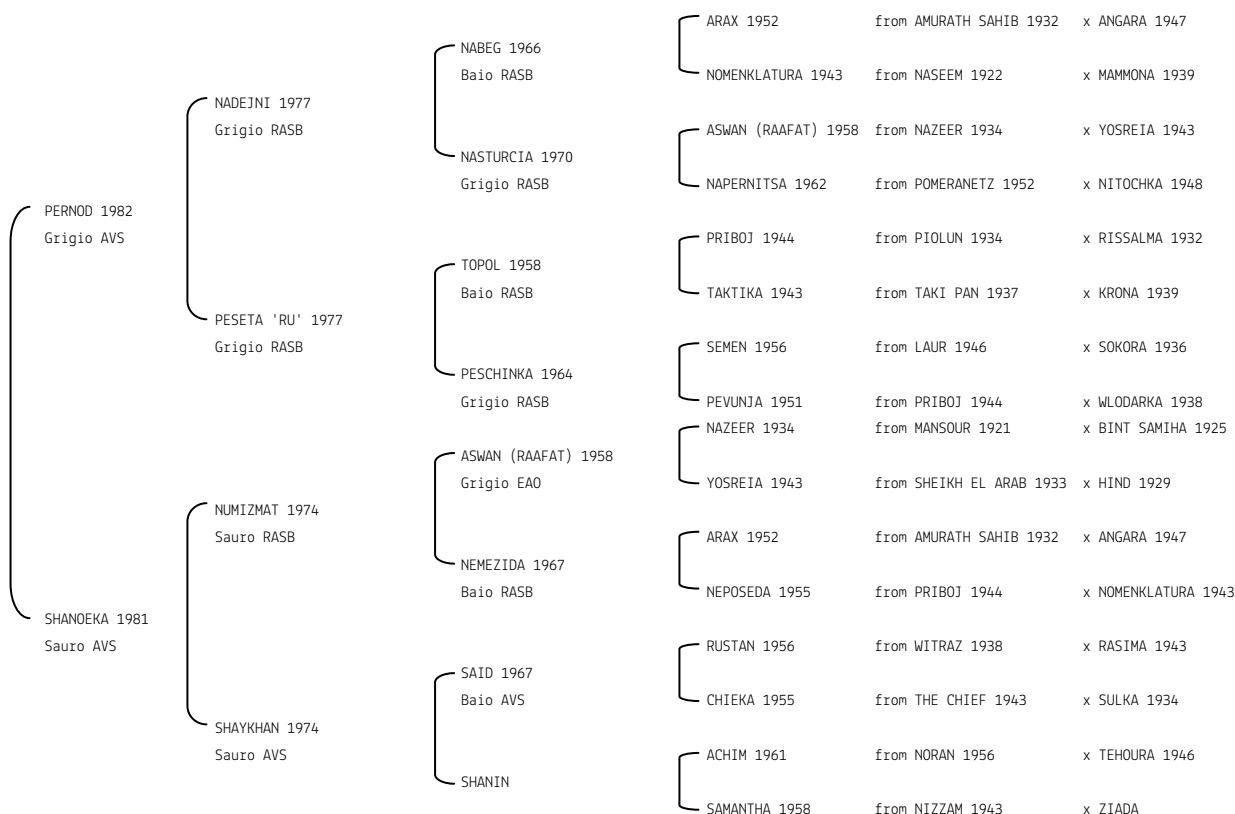 ARAX 1952 from AMURATH SAHIB 1932 x ANGARA 1947
NABEG 1966
Baio RASB
NOMENKLATURA 1943 from NASEEM 1922 x MAMMONA 1939
NADEJNI 1977
Grigio RASB
ASWAN (RAAFAT) 1958 from NAZEER 1934 x YOSREIA 1943
NASTURCIA 1970
Grigio RASB
NAPERNITSA 1962 from POMERANETZ 1952 x NITOCHKA 1948
PERNOD 1982
Grigio AVS
PRIBOJ 1944 from PIOLUN 1934 x RISSALMA 1932
TOPOL 1958
Baio RASB
TAKTIKA 1943 from TAKI PAN 1937 x KRONA 1939
PESETA 'RU' 1977
Grigio RASB
SEMEN 1956 from LAUR 1946 x SOKORA 1936
PESCHINKA 1964
Grigio RASB
PEVUNJA 1951 from PRIBOJ 1944 x WLODARKA 1938
NAZEER 1934 from MANSOUR 1921 x BINT SAMIHA 1925
ASWAN (RAAFAT) 1958
Grigio EAO
YOSREIA 1943 from SHEIKH EL ARAB 1933 x HIND 1929
NUMIZMAT 1974
Sauro RASB
ARAX 1952 from AMURATH SAHIB 1932 x ANGARA 1947
NEMEZIDA 1967
Baio RASB
NEPOSEDA 1955 from PRIBOJ 1944 x NOMENKLATURA 1943
SHANOEKA 1981
Sauro AVS
RUSTAN 1956 from WITRAZ 1938 x RASIMA 1943
SAID 1967
Baio AVS
CHIEKA 1955 from THE CHIEF 1943 x SULKA 1934
SHAYKHAN 1974
Sauro AVS
ACHIM 1961 from NORAN 1956 x TEHOURA 1946
SHANIN
SAMANTHA 1958 from NIZZAM 1943 x ZIADA